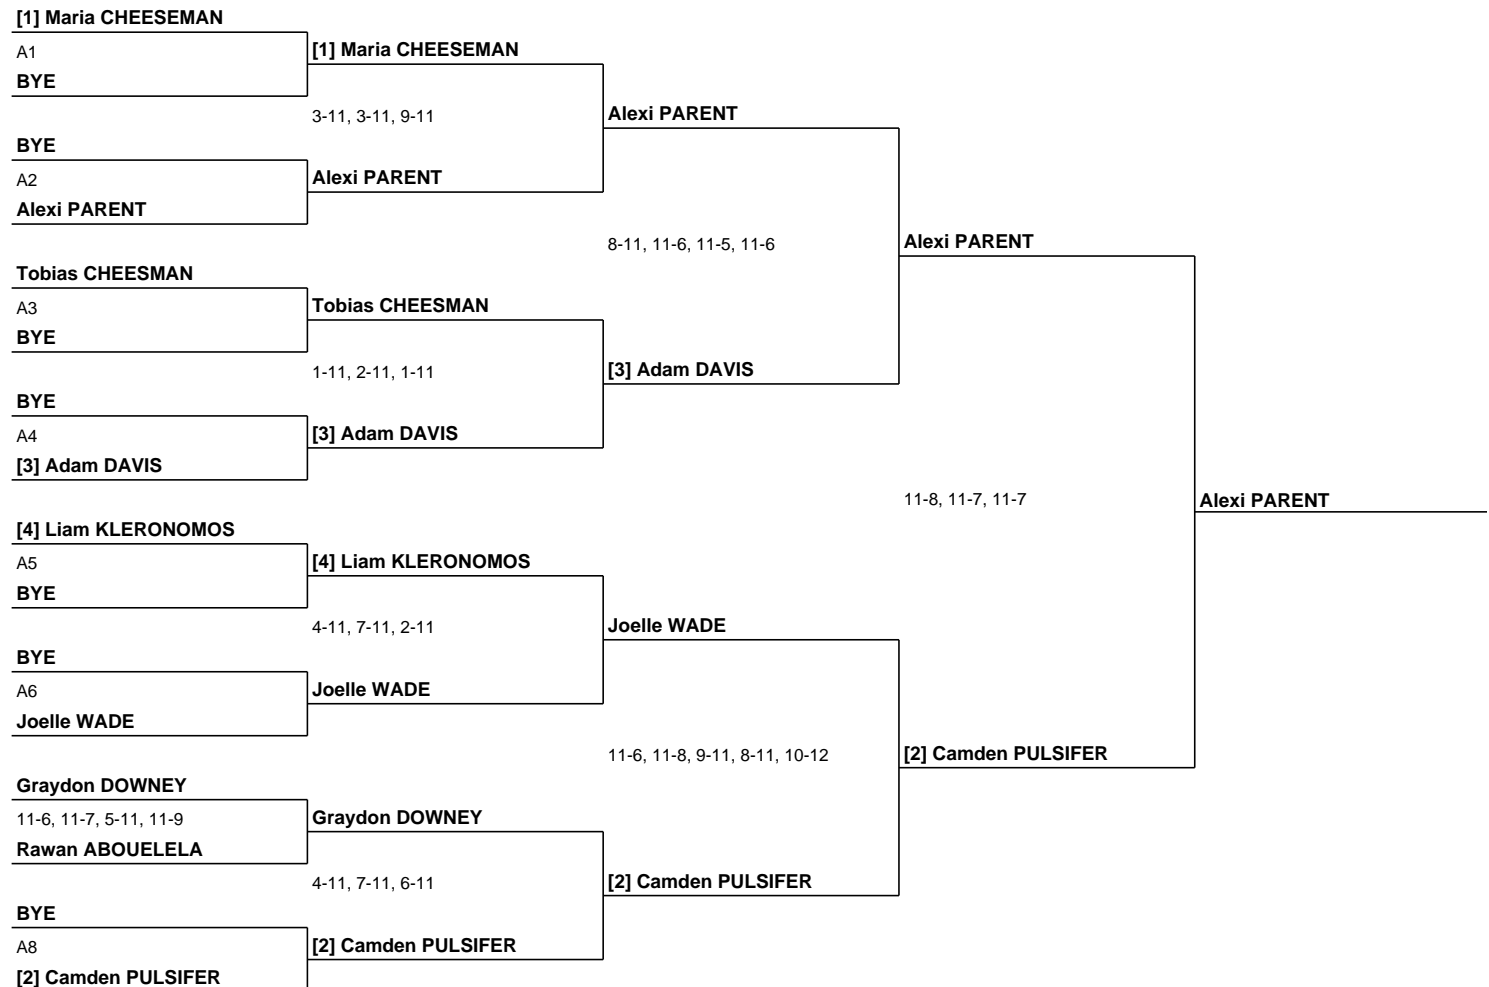 [1] Maria CHEESEMAN
A1
[1] Maria CHEESEMAN
BYE
3-11, 3-11, 9-11
Alexi PARENT
BYE
A2
Alexi PARENT
Alexi PARENT
8-11, 11-6, 11-5, 11-6
Alexi PARENT
Tobias CHEESMAN
A3
Tobias CHEESMAN
BYE
1-11, 2-11, 1-11
[3] Adam DAVIS
BYE
A4
[3] Adam DAVIS
[3] Adam DAVIS
11-8, 11-7, 11-7
Alexi PARENT
[4] Liam KLERONOMOS
A5
[4] Liam KLERONOMOS
BYE
4-11, 7-11, 2-11
Joelle WADE
BYE
A6
Joelle WADE
Joelle WADE
11-6, 11-8, 9-11, 8-11, 10-12
[2] Camden PULSIFER
Graydon DOWNEY
11-6, 11-7, 5-11, 11-9
Graydon DOWNEY
Rawan ABOUELELA
4-11, 7-11, 6-11
[2] Camden PULSIFER
BYE
A8
[2] Camden PULSIFER
[2] Camden PULSIFER